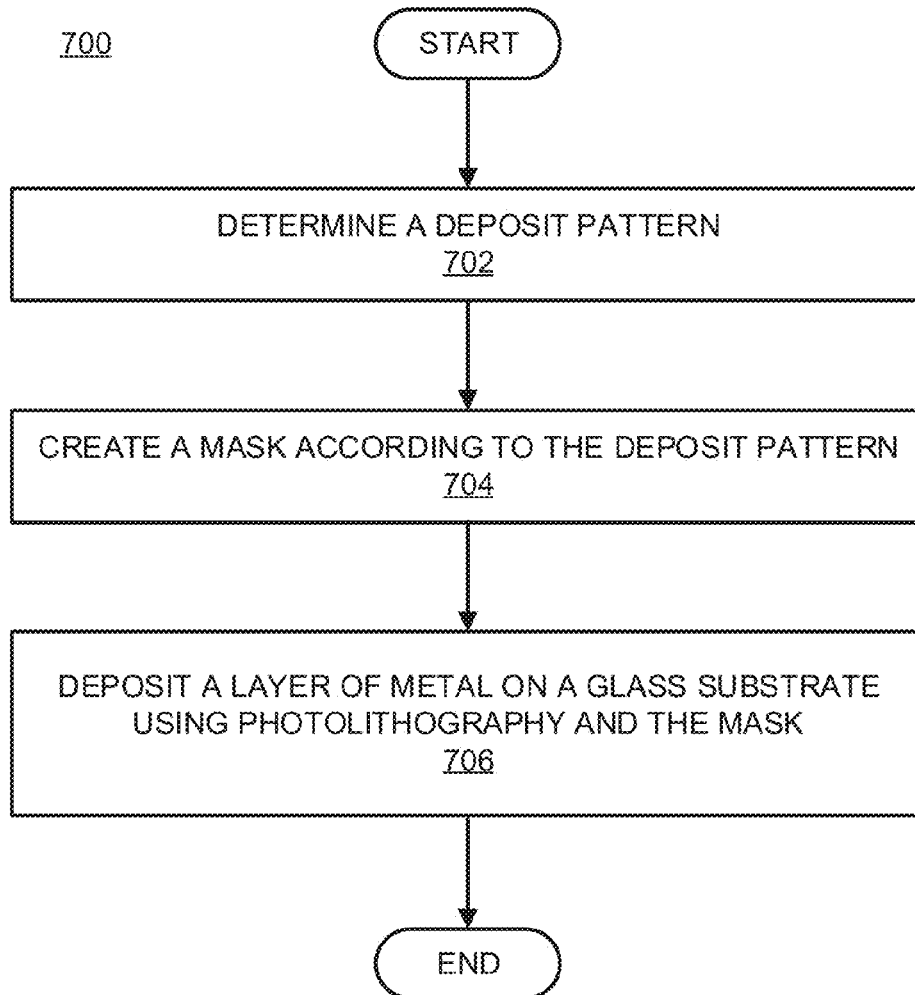 700
START
DETERMINE A DEPOSIT PATTERN
702
CREATE A MASK ACCORDING TO THE DEPOSIT PATTERN
704
DEPOSIT A LAYER OF METAL ON A GLASS SUBSTRATE
USING PHOTOLITHOGRAPHY AND THE MASK
706
END